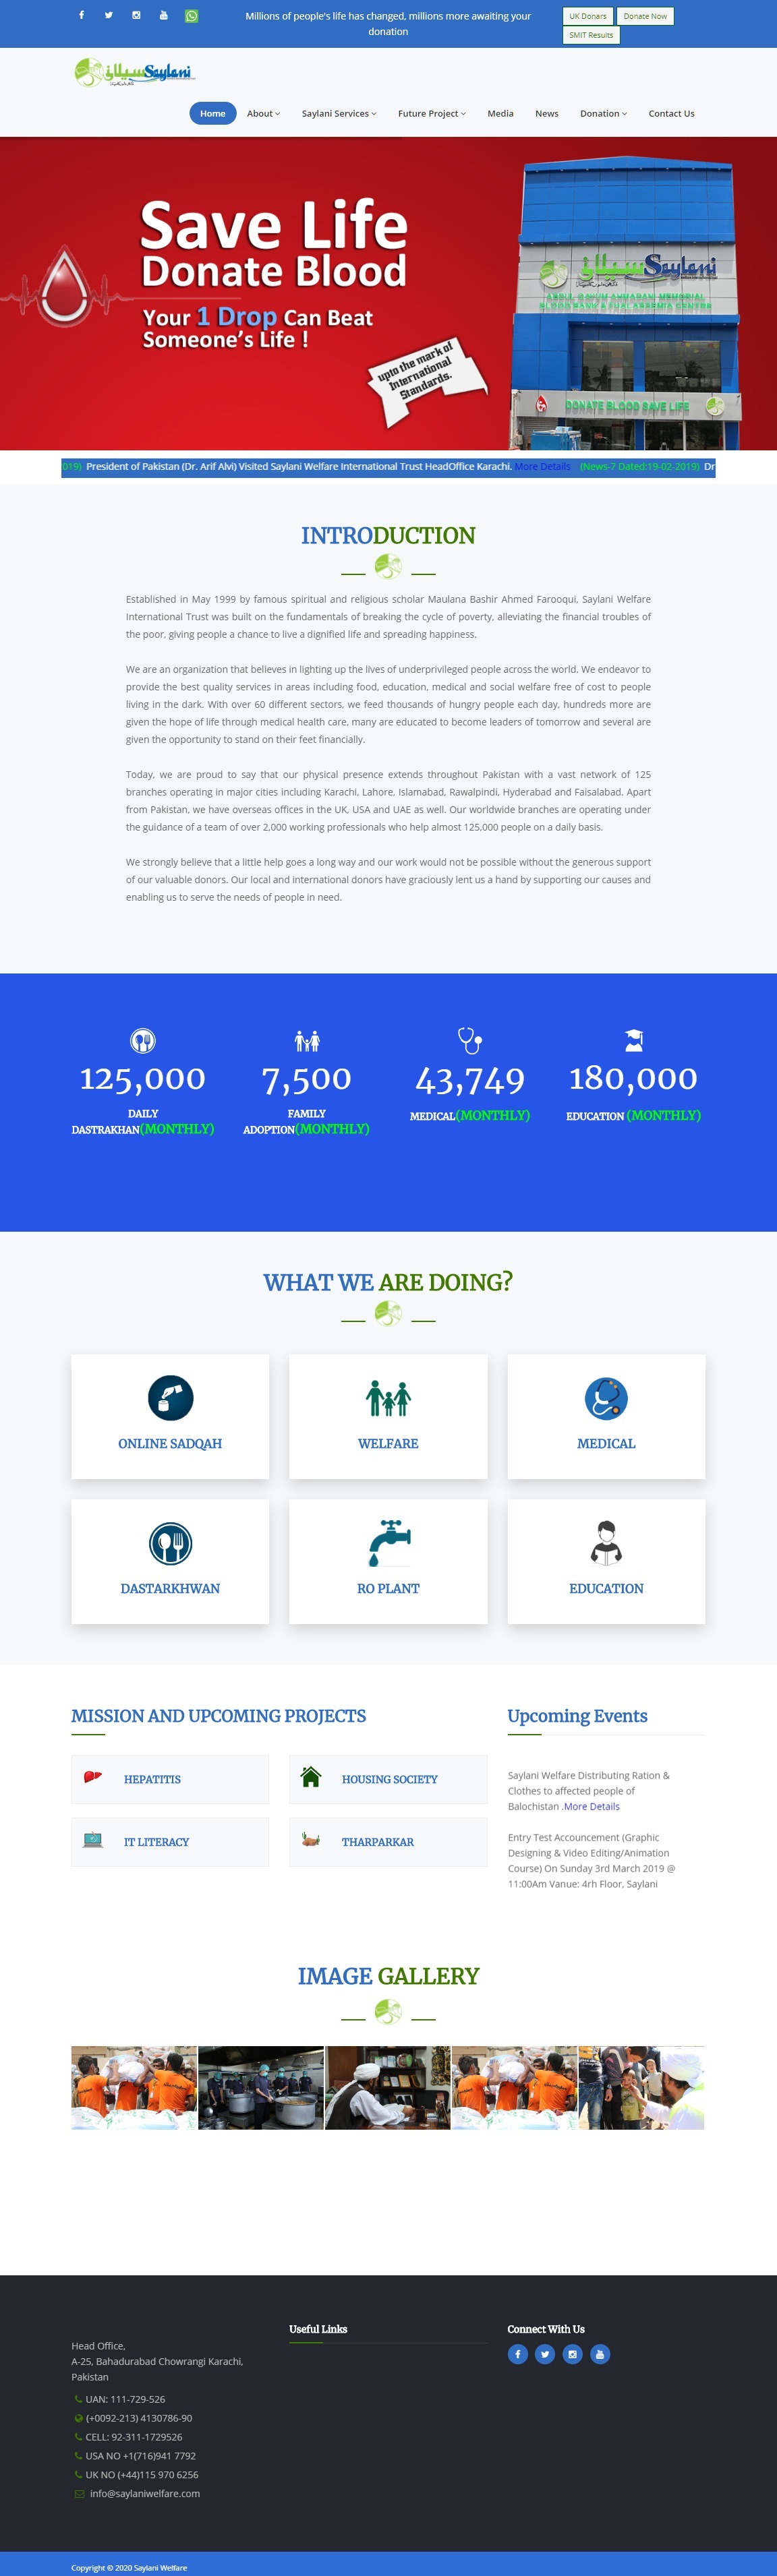 Millions of people's life has changed, millions more awaiting your
donation
UK Donars
Donate Now
SMIT Results
سیلانی Saylani
Home
About
Saylani Services
Future Project
Media
News
Donation
Contact Us
Save Life
Donate Blood
Your 1 Drop Can Beat
Someone's Life !
upto the mark of
International
Standards.
سیلانی Saylani
ABDUL QAYUM AHMADANI MEMORIAL
BLOOD BANK & THALASSEMIA CENTRE
DONATE BLOOD SAVE LIFE
2019) President of Pakistan (Dr. Arif Alvi) Visited Saylani Welfare International Trust HeadOffice Karachi. More Details (News-7 Dated:19-02-2019) Dr
INTRODUCTION
Established in May 1999 by famous spiritual and religious scholar Maulana Bashir Ahmed Farooqui, Saylani Welfare
International Trust was built on the fundamentals of breaking the cycle of poverty, alleviating the financial troubles of
the poor, giving people a chance to live a dignified life and spreading happiness.
We are an organization that believes in lighting up the lives of underprivileged people across the world. We endeavor to
provide the best quality services in areas including food, education, medical and social welfare free of cost to people
living in the dark. With over 60 different sectors, we feed thousands of hungry people each day, hundreds more are
given the hope of life through medical health care, many are educated to become leaders of tomorrow and several are
given the opportunity to stand on their feet financially.
Today, we are proud to say that our physical presence extends throughout Pakistan with a vast network of 125
branches operating in major cities including Karachi, Lahore, Islamabad, Rawalpindi, Hyderabad and Faisalabad. Apart
from Pakistan, we have overseas offices in the UK, USA and UAE as well. Our worldwide branches are operating under
the guidance of a team of over 2,000 working professionals who help almost 125,000 people on a daily basis.
We strongly believe that a little help goes a long way and our work would not be possible without the generous support
of our valuable donors. Our local and international donors have graciously lent us a hand by supporting our causes and
enabling us to serve the needs of people in need.
125,000
DAILY
DASTRAKHAN(MONTHLY)
7,500
FAMILY
ADOPTION(MONTHLY)
43,749
MEDICAL(MONTHLY)
180,000
EDUCATION (MONTHLY)
WHAT WE ARE DOING?
ONLINE SADQAH
WELFARE
MEDICAL
DASTARKHWAN
RO PLANT
EDUCATION
MISSION AND UPCOMING PROJECTS
HEPATITIS
HOUSING SOCIETY
IT LITERACY
THARPARKAR
Upcoming Events
Saylani Welfare Distributing Ration &
Clothes to affected people of
Balochistan .More Details
Entry Test Accouncement (Graphic
Designing & Video Editing/Animation
Course) On Sunday 3rd March 2019 @
11:00Am Vanue: 4rh Floor, Saylani
IMAGE GALLERY
Head Office,
A-25, Bahadurabad Chowrangi Karachi,
Pakistan
UAN: 111-729-526
(+0092-213) 4130786-90
CELL: 92-311-1729526
USA NO +1(716)941 7792
UK NO (+44)115 970 6256
info@saylaniwelfare.com
Useful Links
Connect With Us
Copyright © 2020 Saylani Welfare